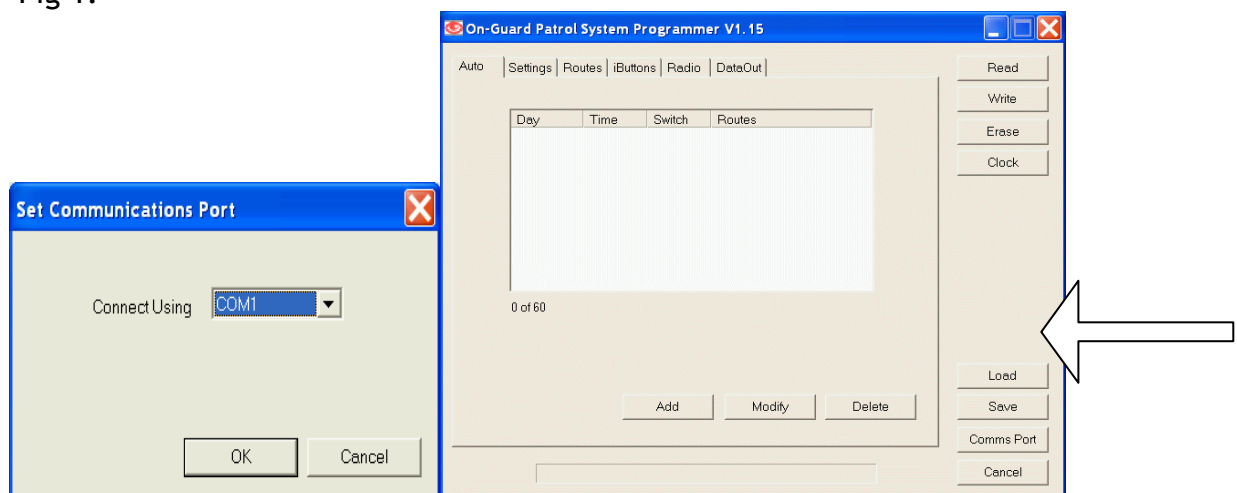 On-Guard Patrol System Programmer V1.15
Auto Settings Routes iButtons Radio DataOut
Day Time Switch Routes
0 of 60
Add Modify Delete
Read
Write
Erase
Clock
Load
Save
Comms Port
Cancel
Set Communications Port
Connect Using COM1
OK Cancel